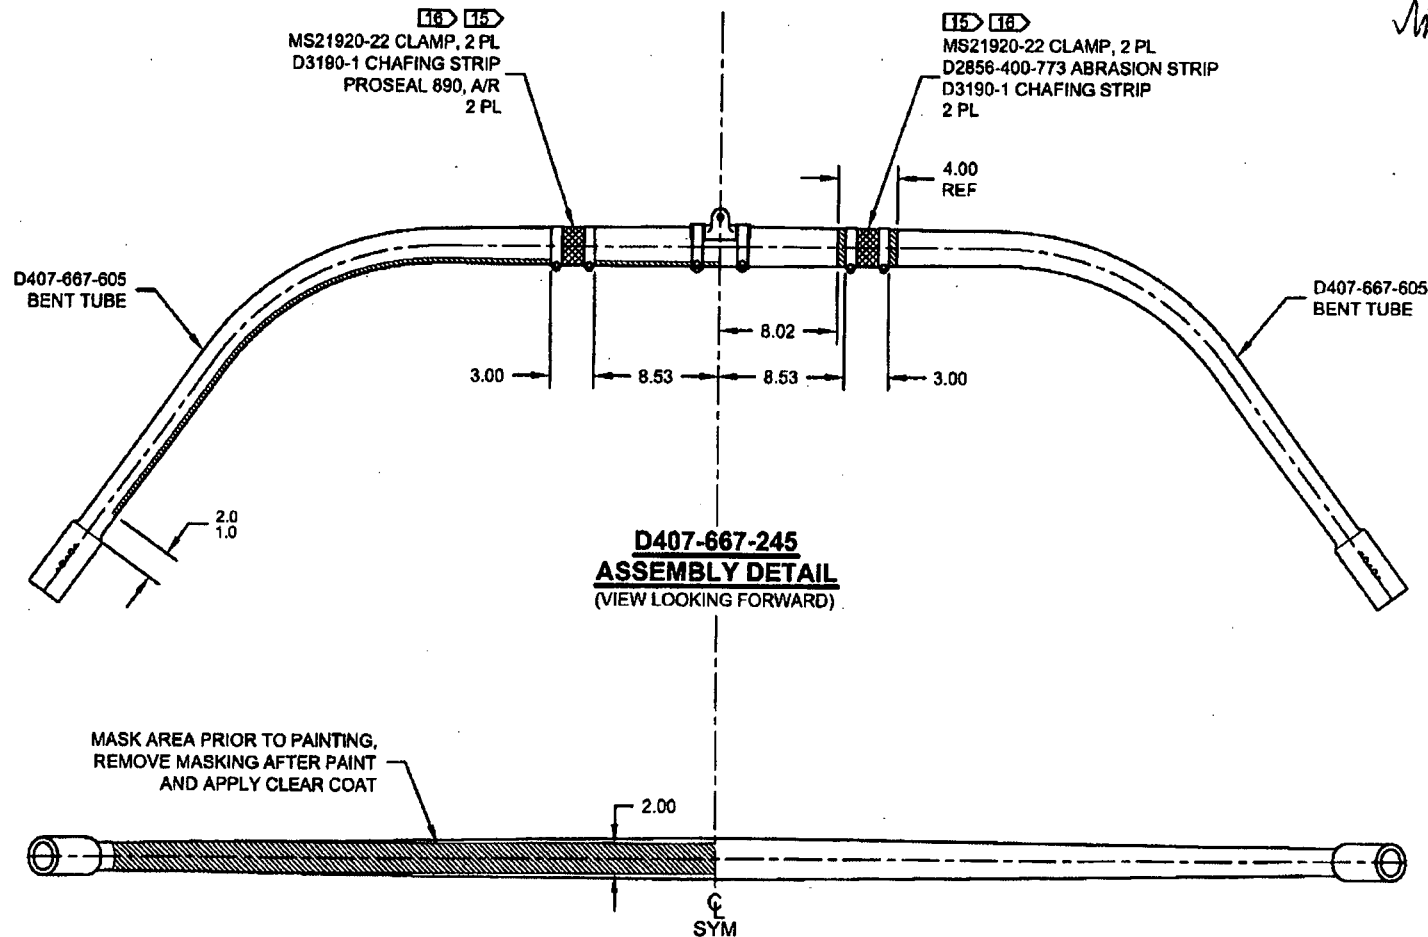 16 15
MS21920-22 CLAMP, 2 PL
D3190-1 CHAFING STRIP
PROSEAL 890, A/R
2 PL
15 16
MS21920-22 CLAMP, 2 PL
D2856-400-773 ABRASION STRIP
D3190-1 CHAFING STRIP
2 PL
4.00
REF
D407-667-605
BENT TUBE
D407-667-605
BENT TUBE
8.02
3.00
8.53
8.53
3.00
2.0
1.0
D407-667-245
ASSEMBLY DETAIL
(VIEW LOOKING FORWARD)
MASK AREA PRIOR TO PAINTING,
REMOVE MASKING AFTER PAINT
AND APPLY CLEAR COAT
2.00
℄
SYM